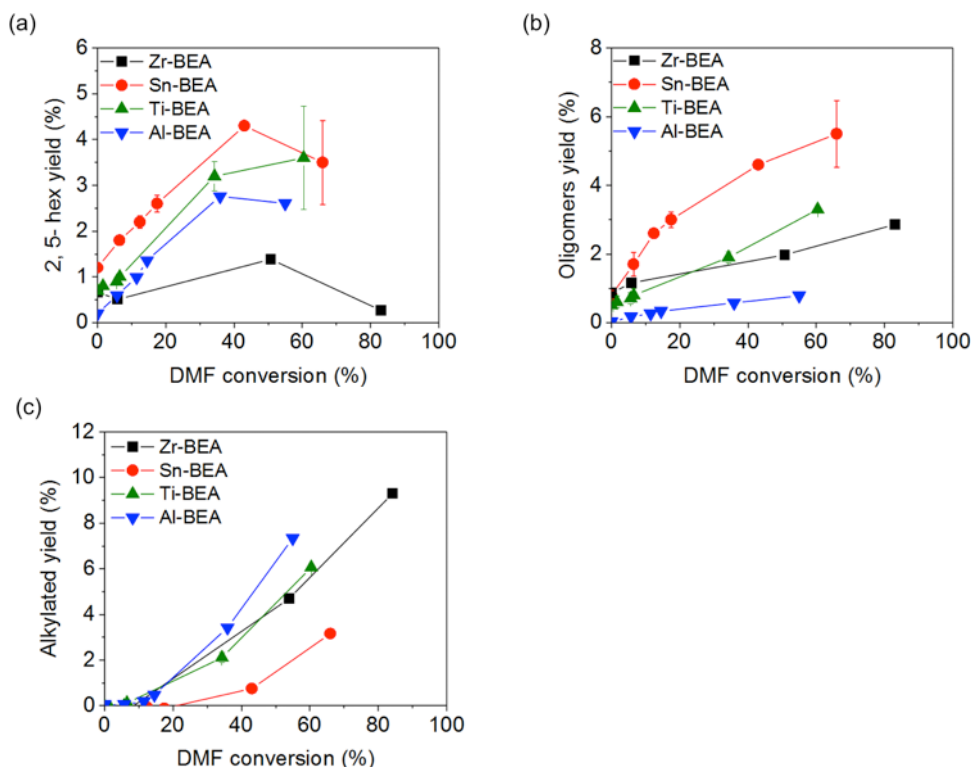 (a)
6
5
4
3
2
1
0
2, 5- hex yield (%)
Zr-BEA
Sn-BEA
Ti-BEA
Al-BEA
0 20 40 60 80 100
DMF conversion (%)
(b)
8
6
4
2
0
Oligomers yield (%)
Zr-BEA
Sn-BEA
Ti-BEA
Al-BEA
0 20 40 60 80 100
DMF conversion (%)
(c)
12
10
8
6
4
2
0
Alkylated yield (%)
Zr-BEA
Sn-BEA
Ti-BEA
Al-BEA
0 20 40 60 80 100
DMF conversion (%)